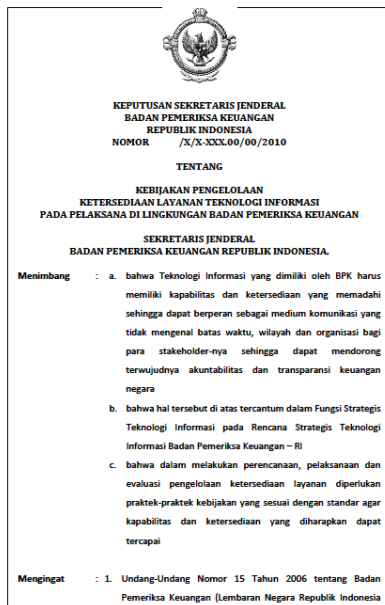 KEPUTUSAN SEKRETARIS JENDERAL
BADAN PEMERIKSA KEUANGAN
REPUBLIK INDONESIA
NOMOR /X/X-XXX.00/00/2010
TENTANG
KEBIJAKAN PENGELOLAAN
KETERSEDIAAN LAYANAN TEKNOLOGI INFORMASI
PADA PELAKSANA DI LINGKUNGAN BADAN PEMERIKSA KEUANGAN
SEKRETARIS JENDERAL
BADAN PEMERIKSA KEUANGAN REPUBLIK INDONESIA,
Menimbang : a. bahwa Teknologi Informasi yang dimiliki oleh BPK harus
memiliki kapabilitas dan ketersediaan yang memadahi
sehingga dapat berperan sebagai medium komunikasi yang
tidak mengenal batas waktu, wilayah dan organisasi bagi
para stakeholder-nya sehingga dapat mendorong
terwujudnya akuntabilitas dan transparansi keuangan
negara
b. bahwa hal tersebut di atas tercantum dalam Fungsi Strategis
Teknologi Informasi pada Rencana Strategis Teknologi
Informasi Badan Pemeriksa Keuangan – RI
c. bahwa dalam melakukan perencanaan, pelaksanaan dan
evaluasi pengelolaan ketersediaan layanan diperlukan
praktek-praktek kebijakan yang sesuai dengan standar agar
kapabilitas dan ketersediaan yang diharapkan dapat
tercapai
Mengingat : 1. Undang-Undang Nomor 15 Tahun 2006 tentang Badan
Pemeriksa Keuangan (Lembaran Negara Republik Indonesia